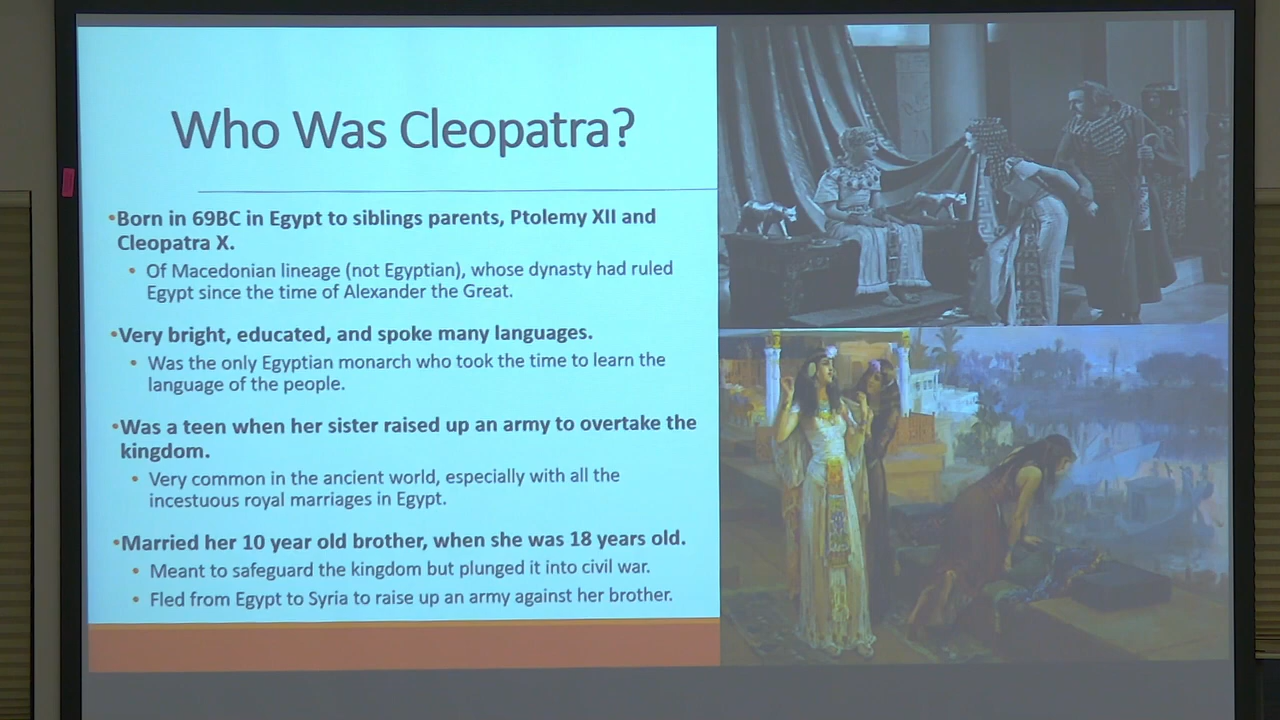 Who Was Cleopatra?
•Born in 69BC in Egypt to siblings parents, Ptolemy XII and
Cleopatra X.
• Of Macedonian lineage (not Egyptian), whose dynasty had ruled
Egypt since the time of Alexander the Great.
•Very bright, educated, and spoke many languages.
• Was the only Egyptian monarch who took the time to learn the
language of the people.
•Was a teen when her sister raised up an army to overtake the
kingdom.
• Very common in the ancient world, especially with all the
incestuous royal marriages in Egypt.
•Married her 10 year old brother, when she was 18 years old.
• Meant to safeguard the kingdom but plunged it into civil war.
• Fled from Egypt to Syria to raise up an army against her brother.